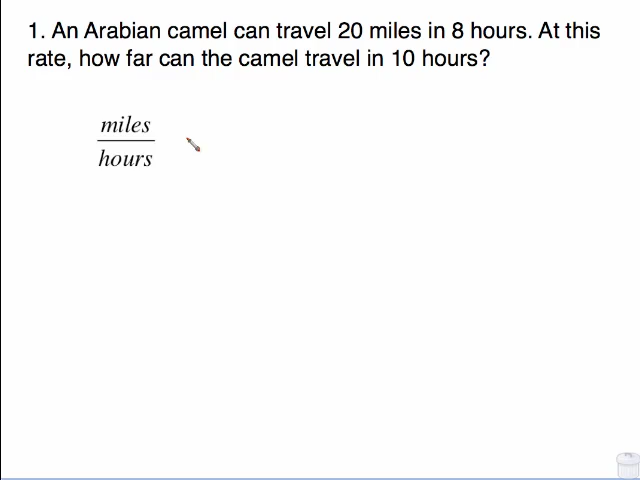 1. An Arabian camel can travel 20 miles in 8 hours. At this
rate, how far can the camel travel in 10 hours?
miles
hours